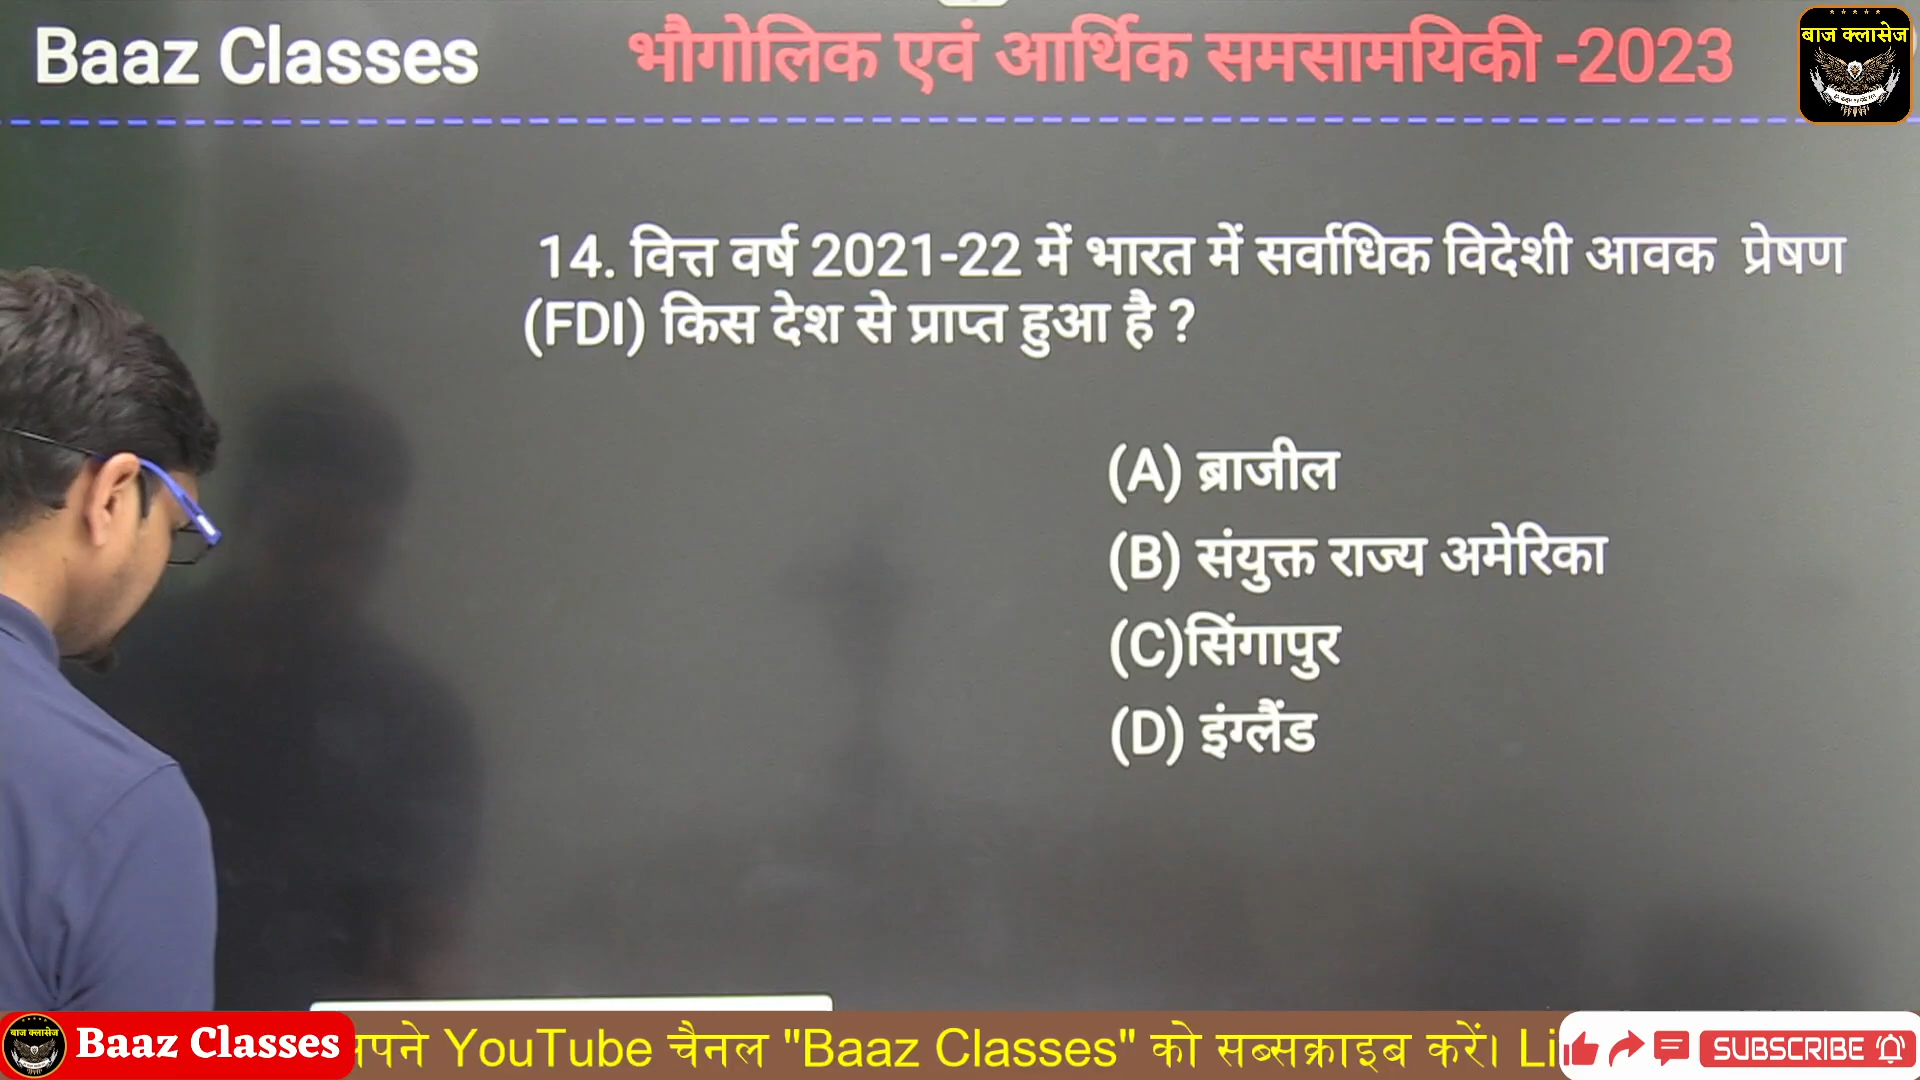 Baaz Classes
भौगोलिक एवं आर्थिक समसामयिकी -2023
बाज क्लासेज
14. वित्त वर्ष 2021-22 में भारत में सर्वाधिक विदेशी आवक प्रेषण
(FDI) किस देश से प्राप्त हुआ है ?
(A) ब्राजील
(B) संयुक्त राज्य अमेरिका
(C)सिंगापुर
(D) इंग्लैंड
बाज क्लासेज
Baaz Classes
पने YouTube चैनल "Baaz Classes" को सब्सक्राइब करें। Li
SUBSCRIBE